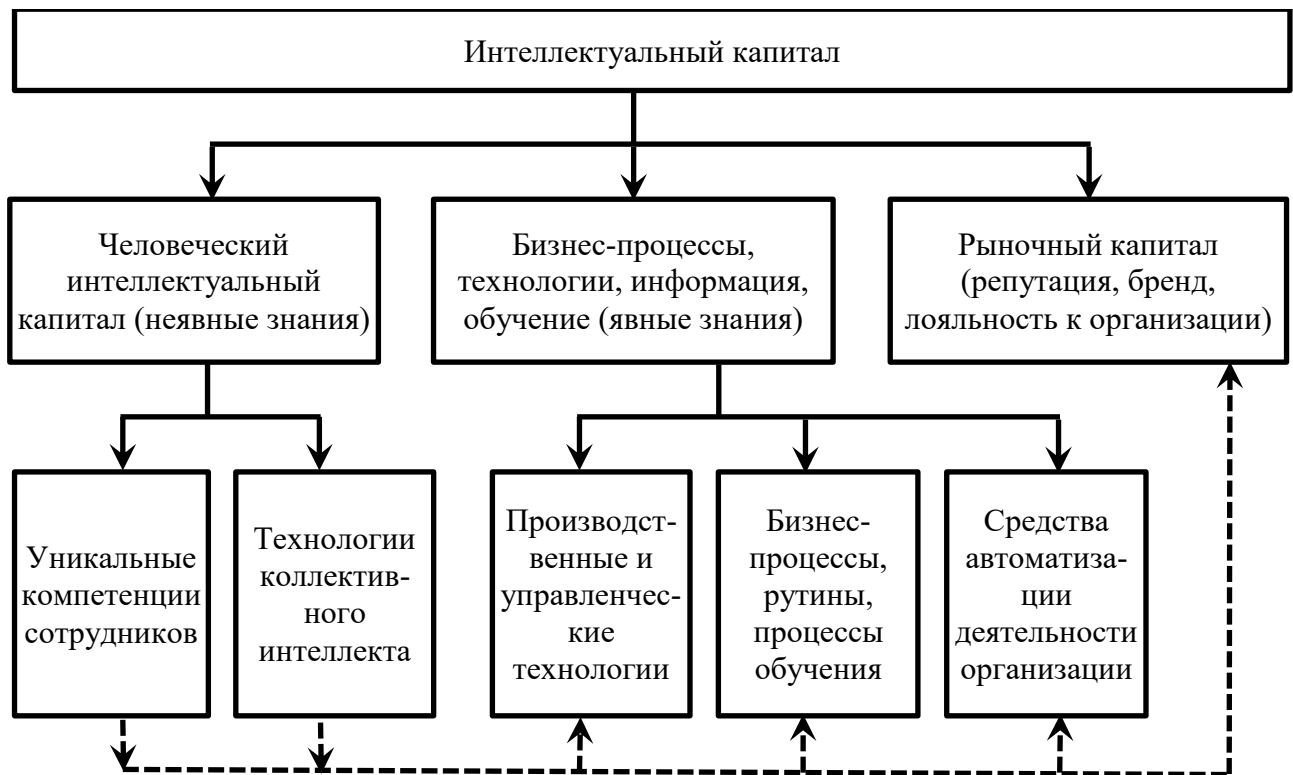 Интеллектуальный капитал
Человеческий
интеллектуальный
капитал (неявные знания)
Бизнес-процессы,
технологии, информация,
обучение (явные знания)
Рыночный капитал
(репутация, бренд,
лояльность к организации)
Уникальные
компетенции
сотрудников
Технологии
коллектив-
ного
интеллекта
Производст-
венные и
управленчес-
кие
технологии
Бизнес-
процессы,
рутины,
процессы
обучения
Средства
автоматиза-
ции
деятельности
организации